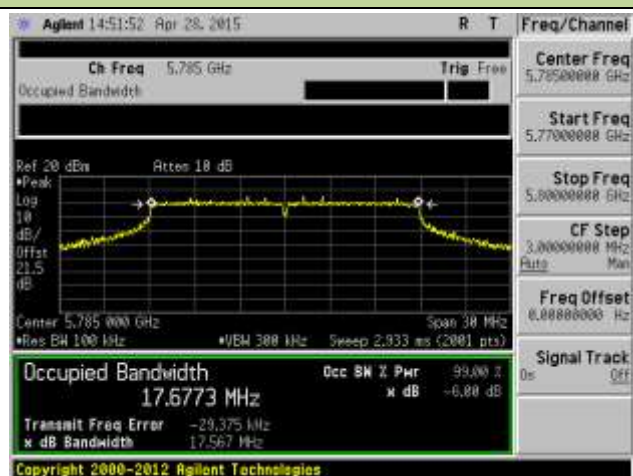 Agilent 14:51:52 Apr 28, 2015 R T
Freq/Channel
Ch Freq 5.785 GHz Trig Free
Occupied Bandwidth
Center Freq
5.78500000 GHz
Start Freq
5.77000000 GHz
Stop Freq
5.80000000 GHz
CF Step
3.00000000 MHz
Auto Man
Freq Offset
0.00000000 Hz
Signal Track
On Off
Ref 20 dBm Atten 10 dB
#Peak
Log
10
dB/
Offst
21.5
dB
Center 5.785 000 GHz Span 30 MHz
#Res BW 100 kHz #VBW 300 kHz Sweep 2.933 ms (2001 pts)
Occupied Bandwidth
17.6773 MHz
Occ BW % Pwr 99.00 %
x dB -6.00 dB
Transmit Freq Error -29.375 kHz
x dB Bandwidth 17.567 MHz
Copyright 2000-2012 Agilent Technologies